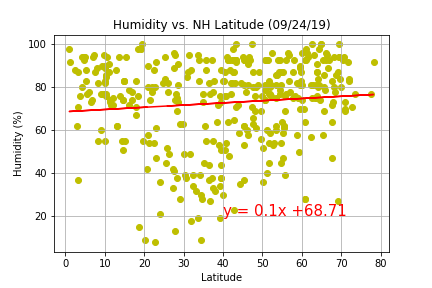 Humidity vs. NH Latitude (09/24/19)
100
80
60
40
20
Humidity (%)
y = 0.1x +68.71
0 10 20 30 40 50 60 70 80
Latitude